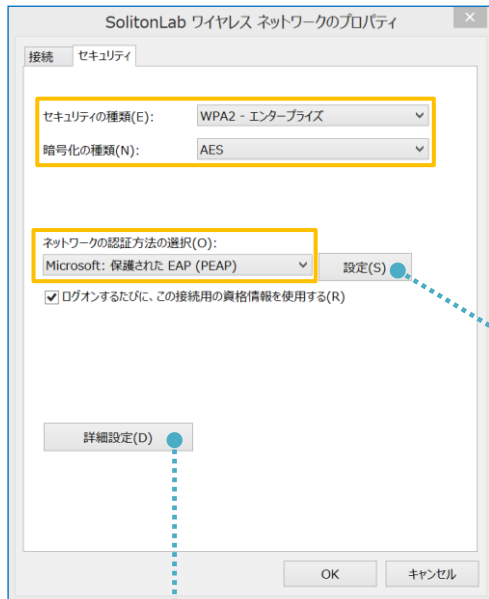 SolitonLab ワイヤレス ネットワークのプロパティ
接続 セキュリティ
セキュリティの種類(E): WPA2 - エンタープライズ
暗号化の種類(N): AES
ネットワークの認証方法の選択(O):
Microsoft: 保護された EAP (PEAP) 設定(S)
ログオンするたびに、この接続用の資格情報を使用する(R)
詳細設定(D)
OK キャンセル